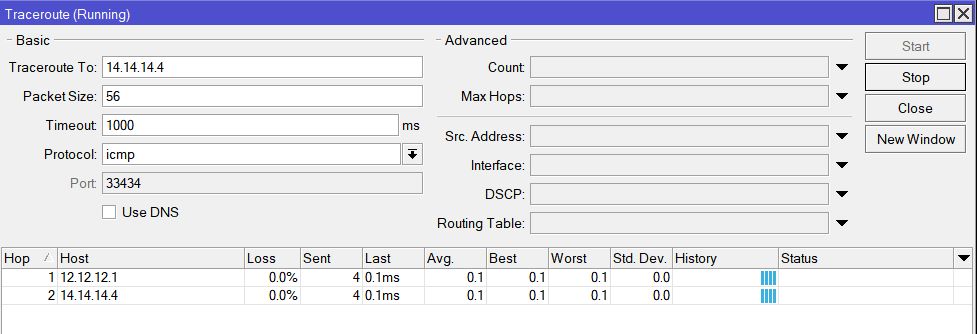 Traceroute (Running)
Basic
Traceroute To: 14.14.14.4
Packet Size: 56
Timeout: 1000 ms
Protocol: icmp
Port: 33434
Use DNS
Advanced
Count:
Max Hops:
Src. Address:
Interface:
DSCP:
Routing Table:
Start
Stop
Close
New Window
Hop Host Loss Sent Last Avg. Best Worst Std. Dev. History Status
1 12.12.12.1 0.0% 4 0.1ms 0.1 0.1 0.1 0.0
2 14.14.14.4 0.0% 4 0.1ms 0.1 0.1 0.1 0.0